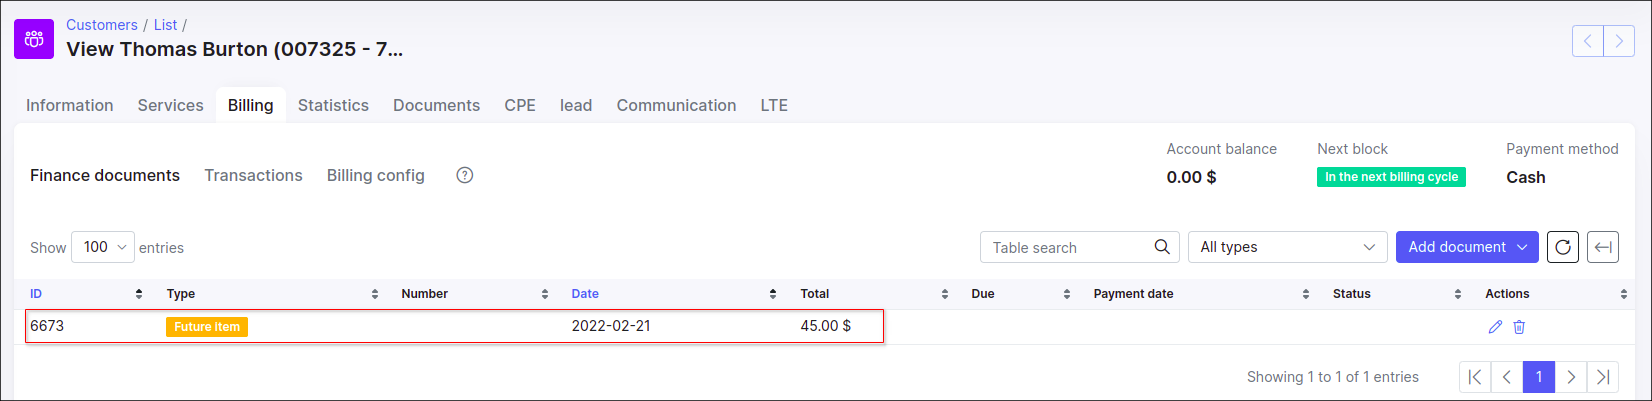 Customers / List /
View Thomas Burton (007325 - 7...
Information Services Billing Statistics Documents CPE lead Communication LTE
Account balance Next block Payment method
Finance documents Transactions Billing config ?
0.00 $ In the next billing cycle Cash
Show 100 entries Table search All types Add document
ID Type Number Date Total Due Payment date Status Actions
6673 Future item 2022-02-21 45.00 $
Showing 1 to 1 of 1 entries 1